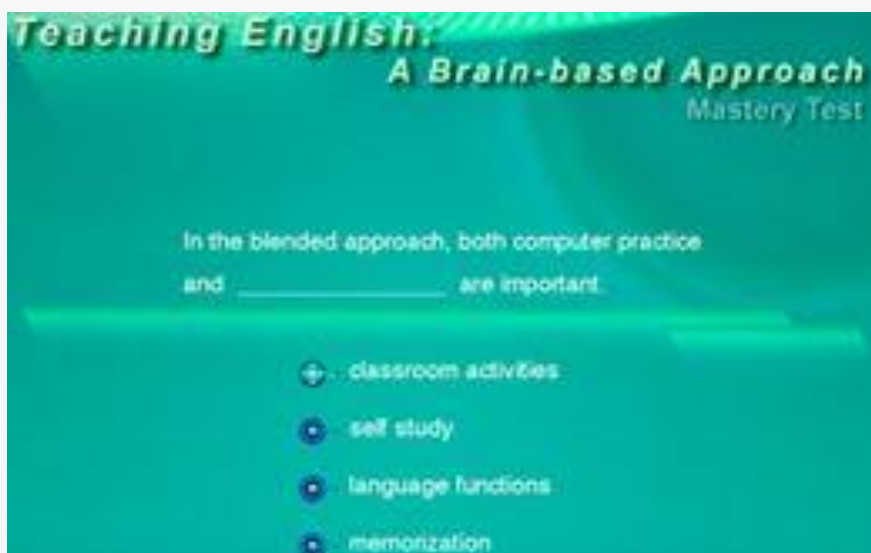 Teaching English:
A Brain-based Approach
Mastery Test
In the blended approach, both computer practice
and ______________ are important.
classroom activities
self study
language functions
memorization